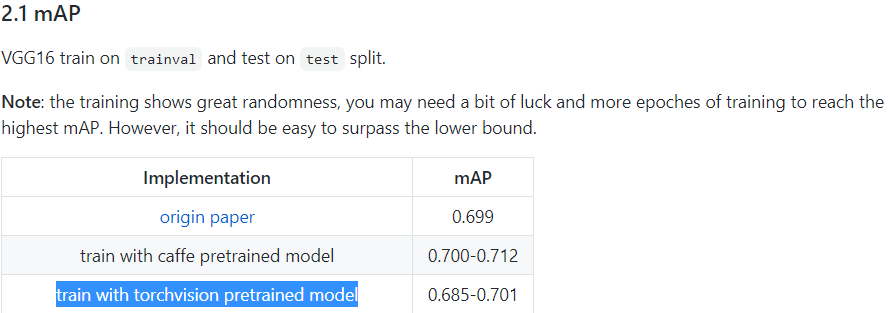 2.1 mAP
VGG16 train on trainval and test on test split.
Note: the training shows great randomness, you may need a bit of luck and more epoches of training to reach the
highest mAP. However, it should be easy to surpass the lower bound.
Implementation mAP
origin paper 0.699
train with caffe pretrained model 0.700-0.712
train with torchvision pretrained model 0.685-0.701